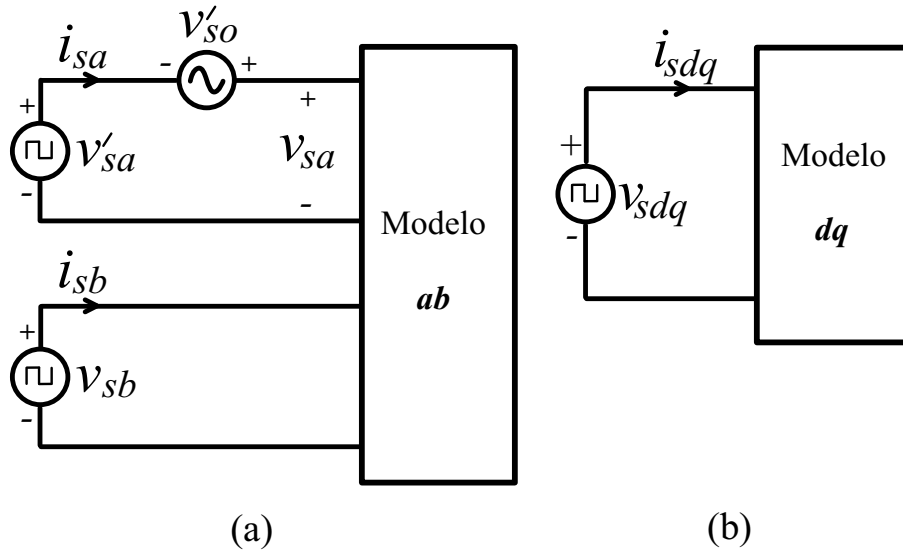 i_sa
v'_so
- +
+
v'_sa
-
+
v_sa
-
Modelo
ab
i_sb
+
v_sb
-
(a)
i_sdq
+
v_sdq
-
Modelo
dq
(b)